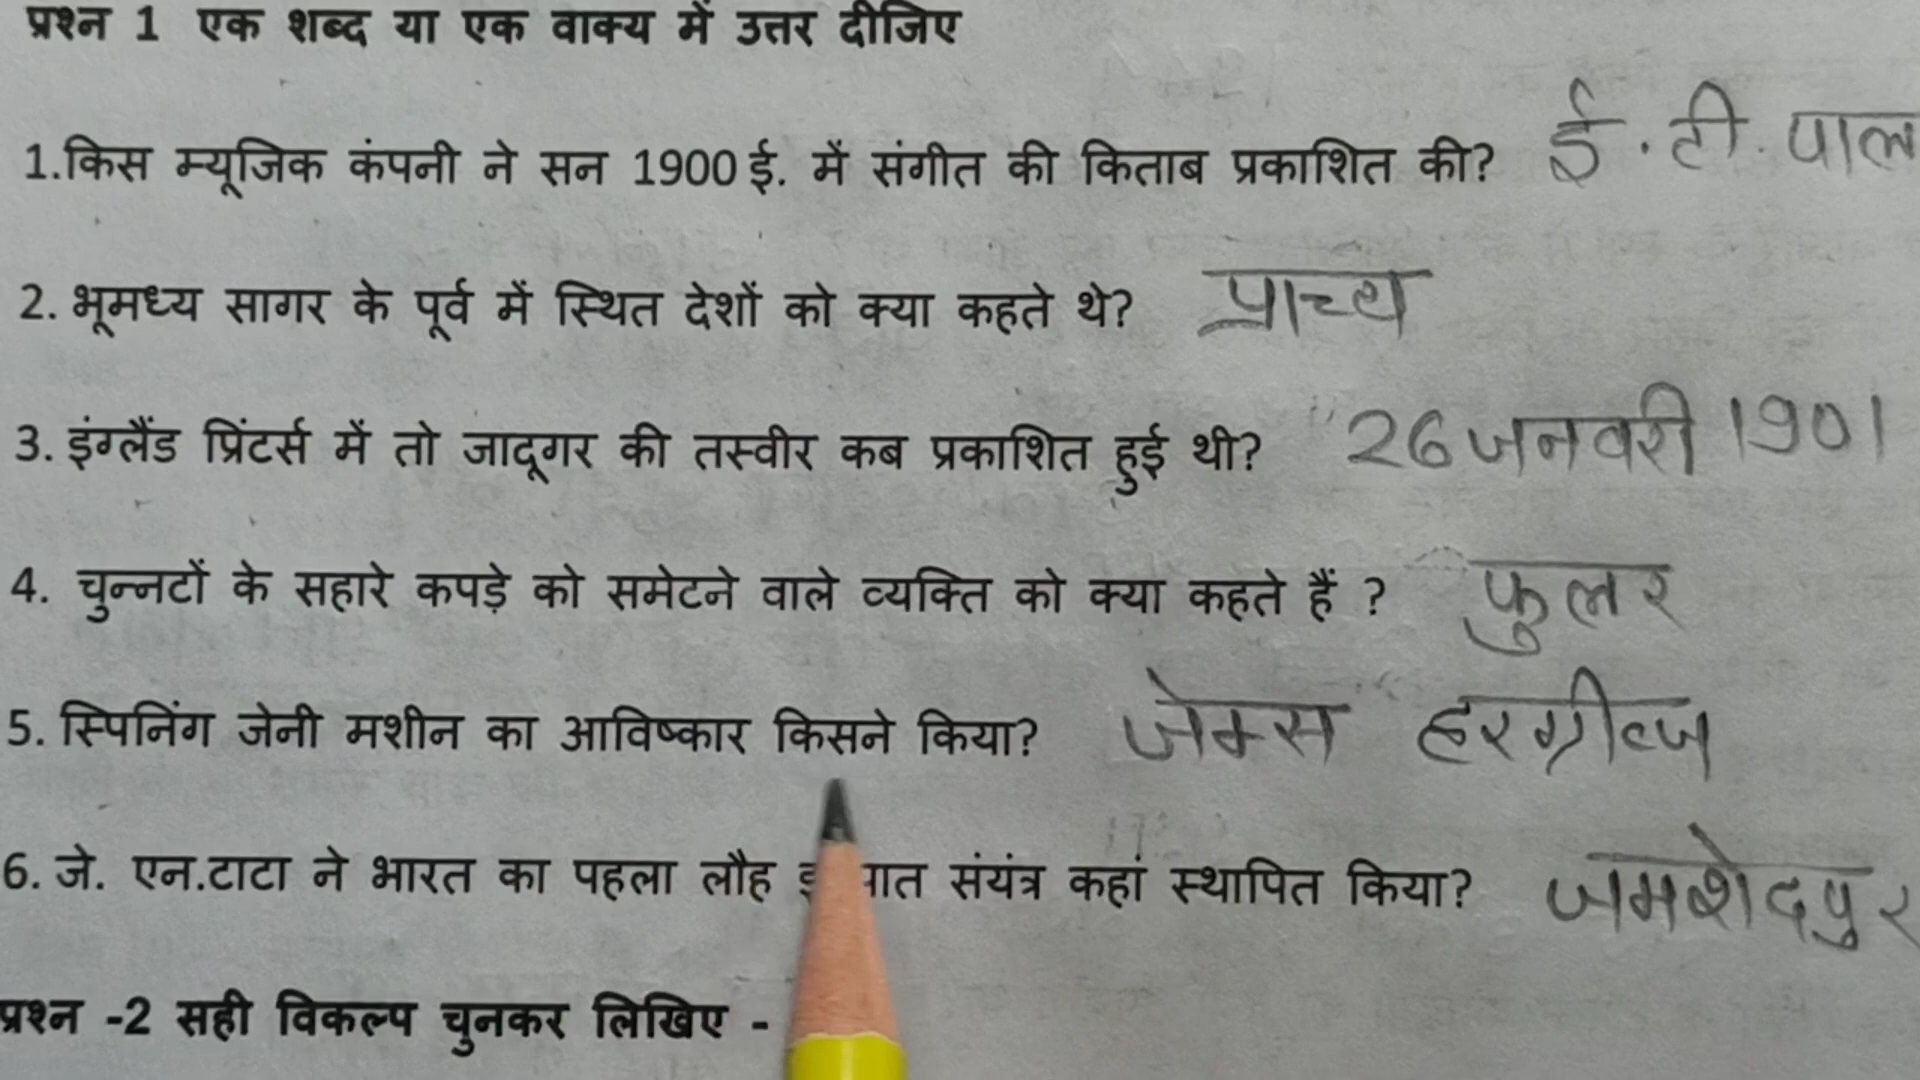 प्रश्न 1 एक शब्द या एक वाक्य में उत्तर दीजिए
1.किस म्यूजिक कंपनी ने सन 1900 ई. में संगीत की किताब प्रकाशित की? ई. टी. पाल
2. भूमध्य सागर के पूर्व में स्थित देशों को क्या कहते थे? प्राच्य
3. इंग्लैंड प्रिंटर्स में तो जादूगर की तस्वीर कब प्रकाशित हुई थी? 26 जनवरी 1901
4. चुन्नटों के सहारे कपड़े को समेटने वाले व्यक्ति को क्या कहते हैं ? फुलर
5. स्पिनिंग जेनी मशीन का आविष्कार किसने किया? जेम्स हरग्रीव्ज
6. जे. एन.टाटा ने भारत का पहला लौह संयंत्र कहां स्थापित किया? जमशेदपुर
प्रश्न -2 सही विकल्प चुनकर लिखिए -